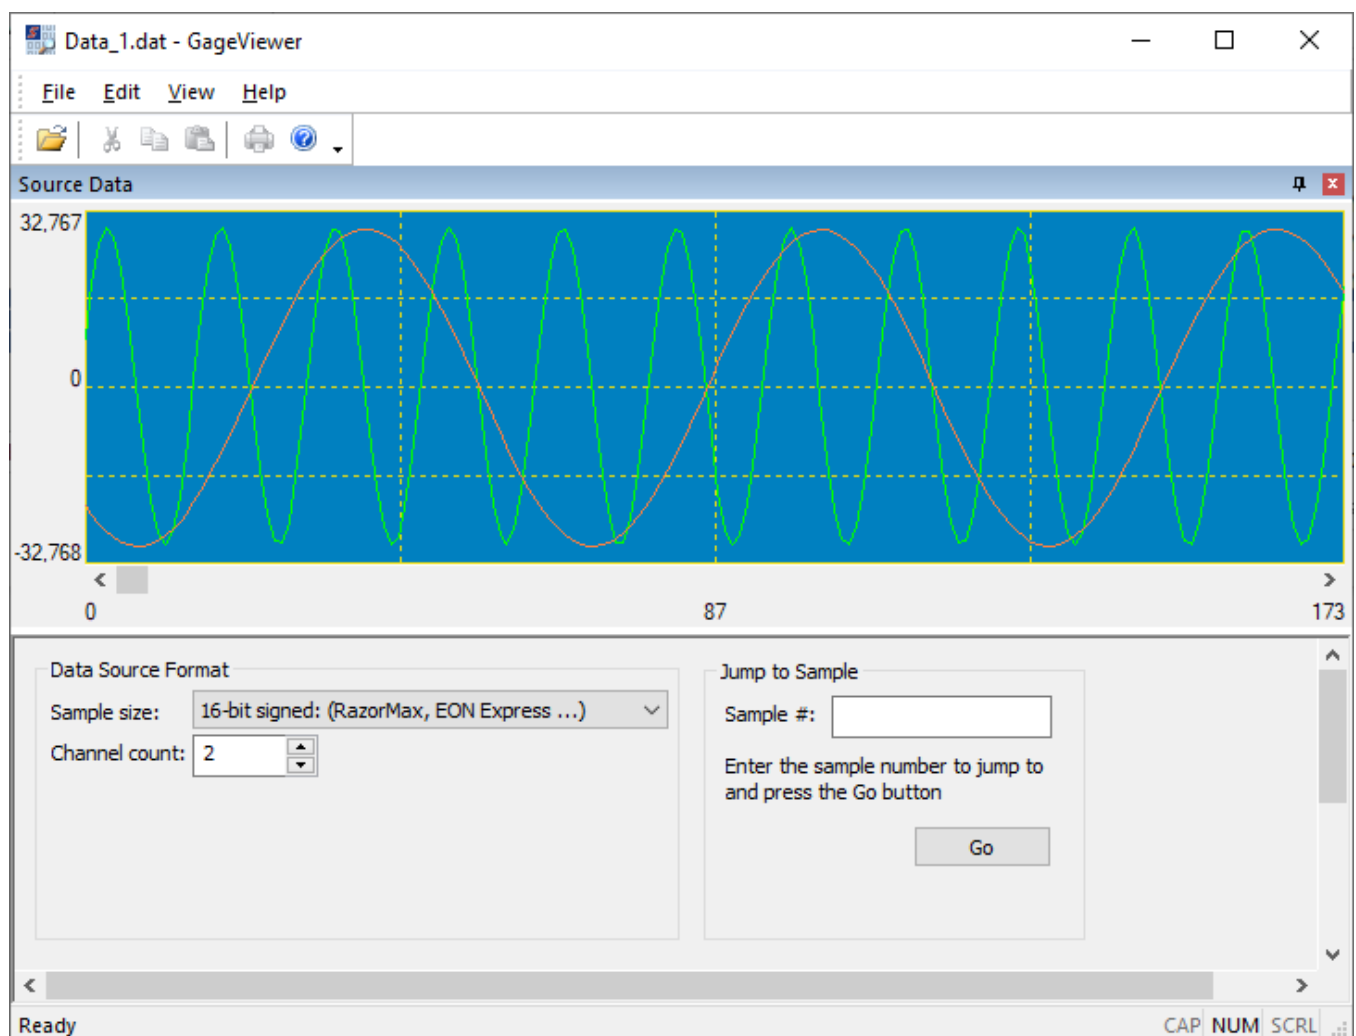 Data_1.dat - GageViewer
File Edit View Help
Source Data
32,767
0
-32,768
0 87 173
Data Source Format
Sample size: 16-bit signed: (RazorMax, EON Express ...)
Channel count: 2
Jump to Sample
Sample #:
Enter the sample number to jump to
and press the Go button
Go
Ready CAP NUM SCRL